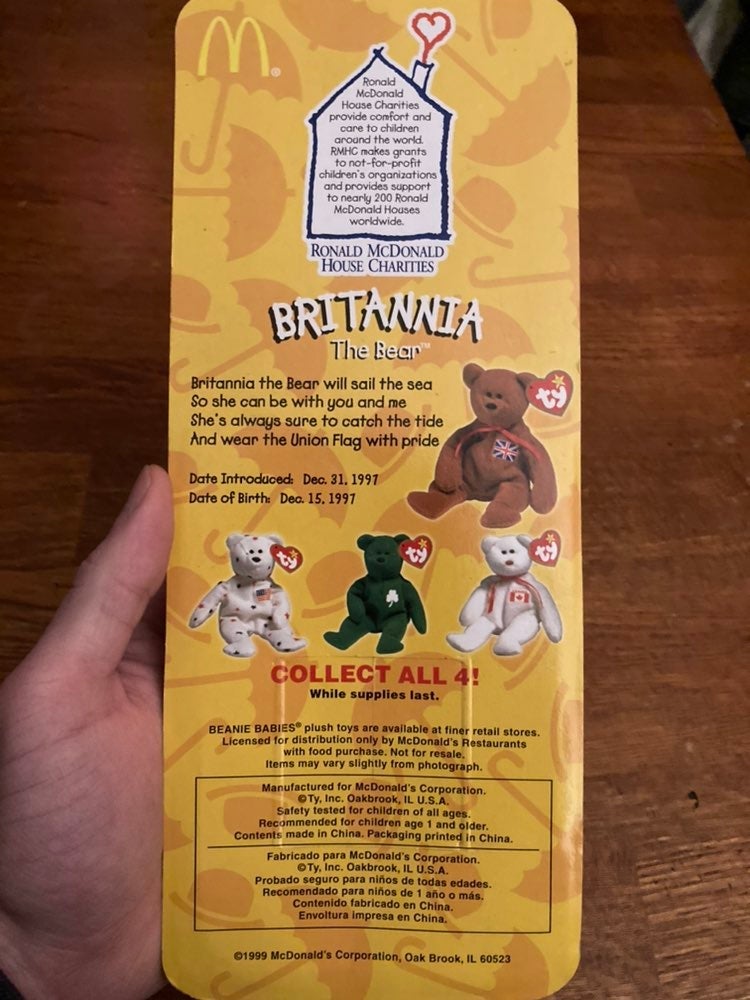 Ronald
McDonald
House Charities
provide comfort and
care to children
around the world.
RMHC makes grants
to not-for-profit
children's organizations
and provides support
to nearly 200 Ronald
McDonald Houses
worldwide.
RONALD MCDONALD
HOUSE CHARITIES
BRITANNIA
The Bear™
Britannia the Bear will sail the sea
So she can be with you and me
She's always sure to catch the tide
And wear the Union Flag with pride
ty
Date Introduced: Dec. 31, 1997
Date of Birth: Dec. 15, 1997
ty
ty
ty
COLLECT ALL 4!
While supplies last.
BEANIE BABIES® plush toys are available at finer retail stores.
Licensed for distribution only by McDonald's Restaurants
with food purchase. Not for resale.
Items may vary slightly from photograph.
Manufactured for McDonald's Corporation.
©Ty, Inc. Oakbrook, IL U.S.A.
Safety tested for children of all ages.
Recommended for children age 1 and older.
Contents made in China. Packaging printed in China.
Fabricado para McDonald's Corporation.
©Ty, Inc. Oakbrook, IL U.S.A.
Probado seguro para niños de todas edades.
Recomendado para niños de 1 año o más.
Contenido fabricado en China.
Envoltura impresa en China.
©1999 McDonald's Corporation, Oak Brook, IL 60523